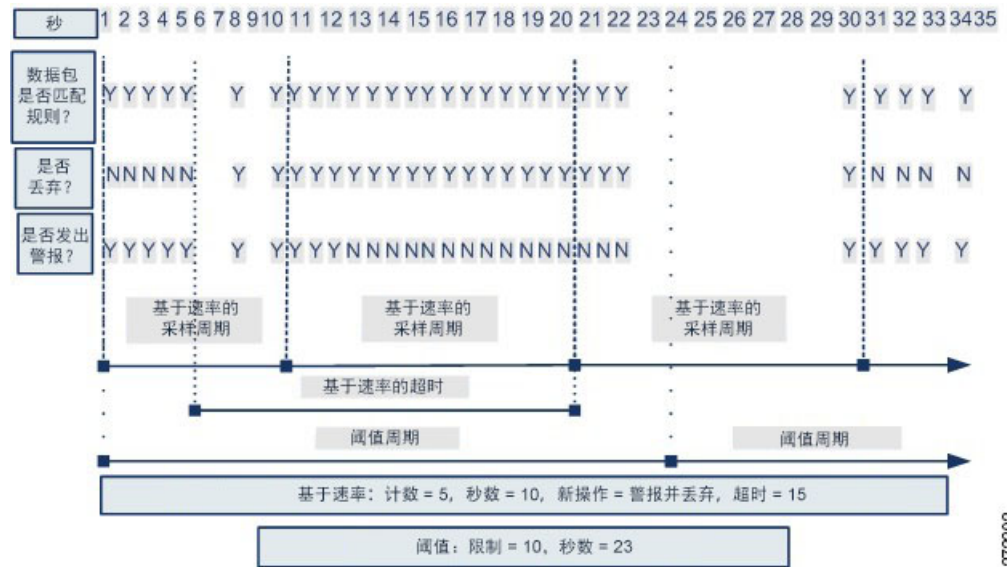 秒 1 2 3 4 5 6 7 8 9 10 11 12 13 14 15 16 17 18 19 20 21 22 23 24 25 26 27 28 29 30 31 32 33 34 35
数据包
是否匹配
规则?
Y Y Y Y Y Y Y Y Y Y Y Y Y Y Y Y Y Y Y Y Y Y Y Y Y Y Y Y Y Y Y
是否
丢弃?
N N N N N Y Y Y Y Y Y Y Y Y Y Y Y Y Y Y Y Y Y Y Y Y Y N N N N
是否发出
警报?
Y Y Y Y Y Y Y Y Y Y N N N N N N N N N N N N N N N N Y Y Y Y Y
基于速率的
采样周期
基于速率的
采样周期
基于速率的
采样周期
基于速率的超时
阈值周期
阈值周期
基于速率：计数 = 5，秒数 = 10，新操作 = 警报并丢弃，超时 = 15
阈值：限制 = 10，秒数 = 23